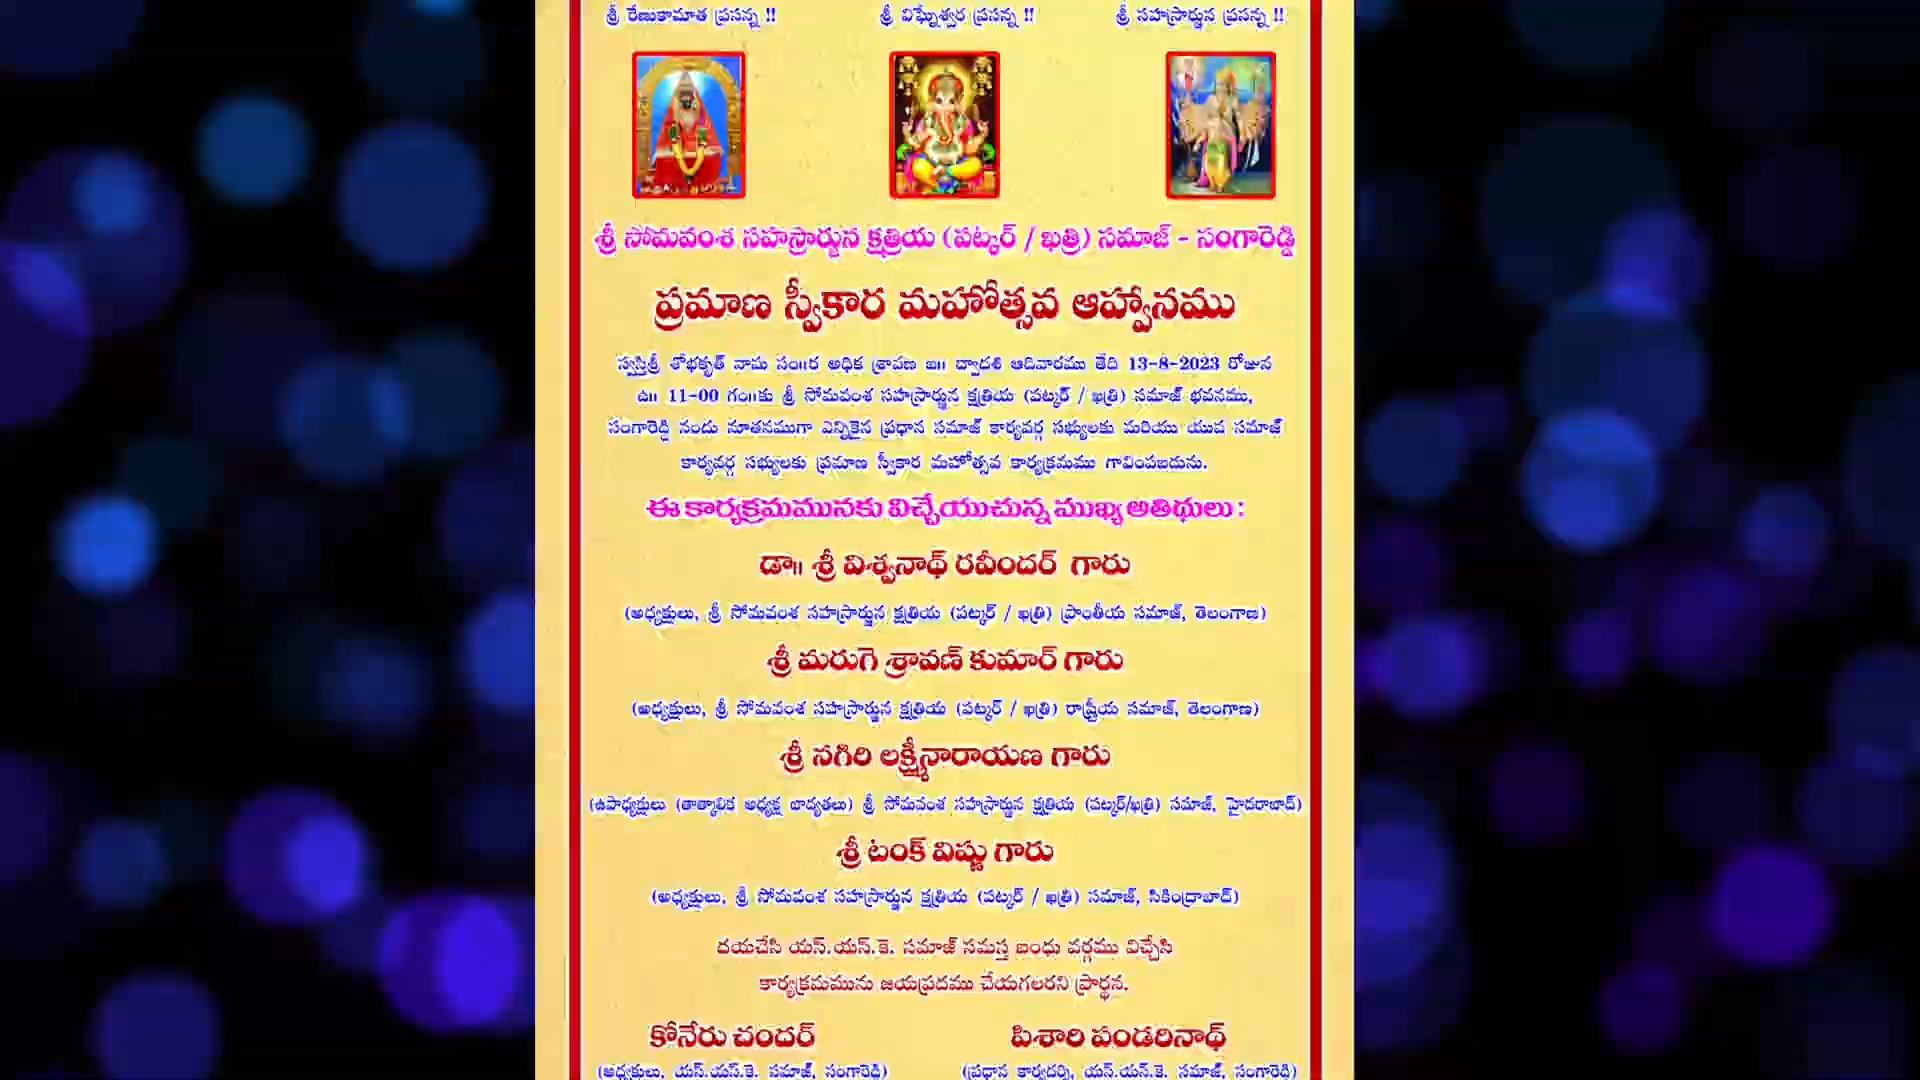 శ్రీ రేణుకామాత ప్రసన్న !! శ్రీ విఘ్నేశ్వర ప్రసన్న !! శ్రీ సహస్రార్జున ప్రసన్న !!
శ్రీ సోమవంశ సహస్రార్జున క్షత్రియ (పట్కర్ / ఖత్రి) సమాజ్ - సంగారెడ్డి
ప్రమాణ స్వీకార మహోత్సవ ఆహ్వానము
స్వస్తిశ్రీ శోభకృత్ నామ సం॥ర అధిక శ్రావణ బ॥ ద్వాదశి ఆదివారము తేది 13-8-2023 రోజున
ఉ॥ 11-00 గం॥కు శ్రీ సోమవంశ సహస్రార్జున క్షత్రియ (పట్కర్ / ఖత్రి) సమాజ్ భవనము,
సంగారెడ్డి నందు నూతనముగా ఎన్నికైన ప్రధాన సమాజ్ కార్యవర్గ సభ్యులకు మరియు యువ సమాజ్
కార్యవర్గ సభ్యులకు ప్రమాణ స్వీకార మహోత్సవ కార్యక్రమము గావింపబడును.
ఈ కార్యక్రమమునకు విచ్చేయుచున్న ముఖ్య అతిథులు :
డా॥ శ్రీ విశ్వనాథ్ రవీందర్ గారు
(అధ్యక్షులు, శ్రీ సోమవంశ సహస్రార్జున క్షత్రియ (పట్కర్ / ఖత్రి) ప్రాంతీయ సమాజ్, తెలంగాణ)
శ్రీ మరుగె శ్రావణ్ కుమార్ గారు
(అధ్యక్షులు, శ్రీ సోమవంశ సహస్రార్జున క్షత్రియ (పట్కర్ / ఖత్రి) రాష్ట్రీయ సమాజ్, తెలంగాణ)
శ్రీ నగిరి లక్ష్మీనారాయణ గారు
(ఉపాధ్యక్షులు (తాత్కాలిక అధ్యక్ష బాధ్యతలు) శ్రీ సోమవంశ సహస్రార్జున క్షత్రియ (పట్కర్/ఖత్రి) సమాజ్, హైదరాబాద్)
శ్రీ టంక్ విష్ణు గారు
(అధ్యక్షులు, శ్రీ సోమవంశ సహస్రార్జున క్షత్రియ (పట్కర్ / ఖత్రి) సమాజ్, సికింద్రాబాద్)
దయచేసి యస్.యస్.కె. సమాజ్ సమస్త బంధు వర్గము విచ్చేసి
కార్యక్రమమును జయప్రదము చేయగలరని ప్రార్థన.
కోనేరు చందర్ పిశారి పండరినాథ్
(అధ్యక్షులు, యస్.యస్.కె. సమాజ్, సంగారెడ్డి) (ప్రధాన కార్యదర్శి, యస్.యస్.కె. సమాజ్, సంగారెడ్డి)